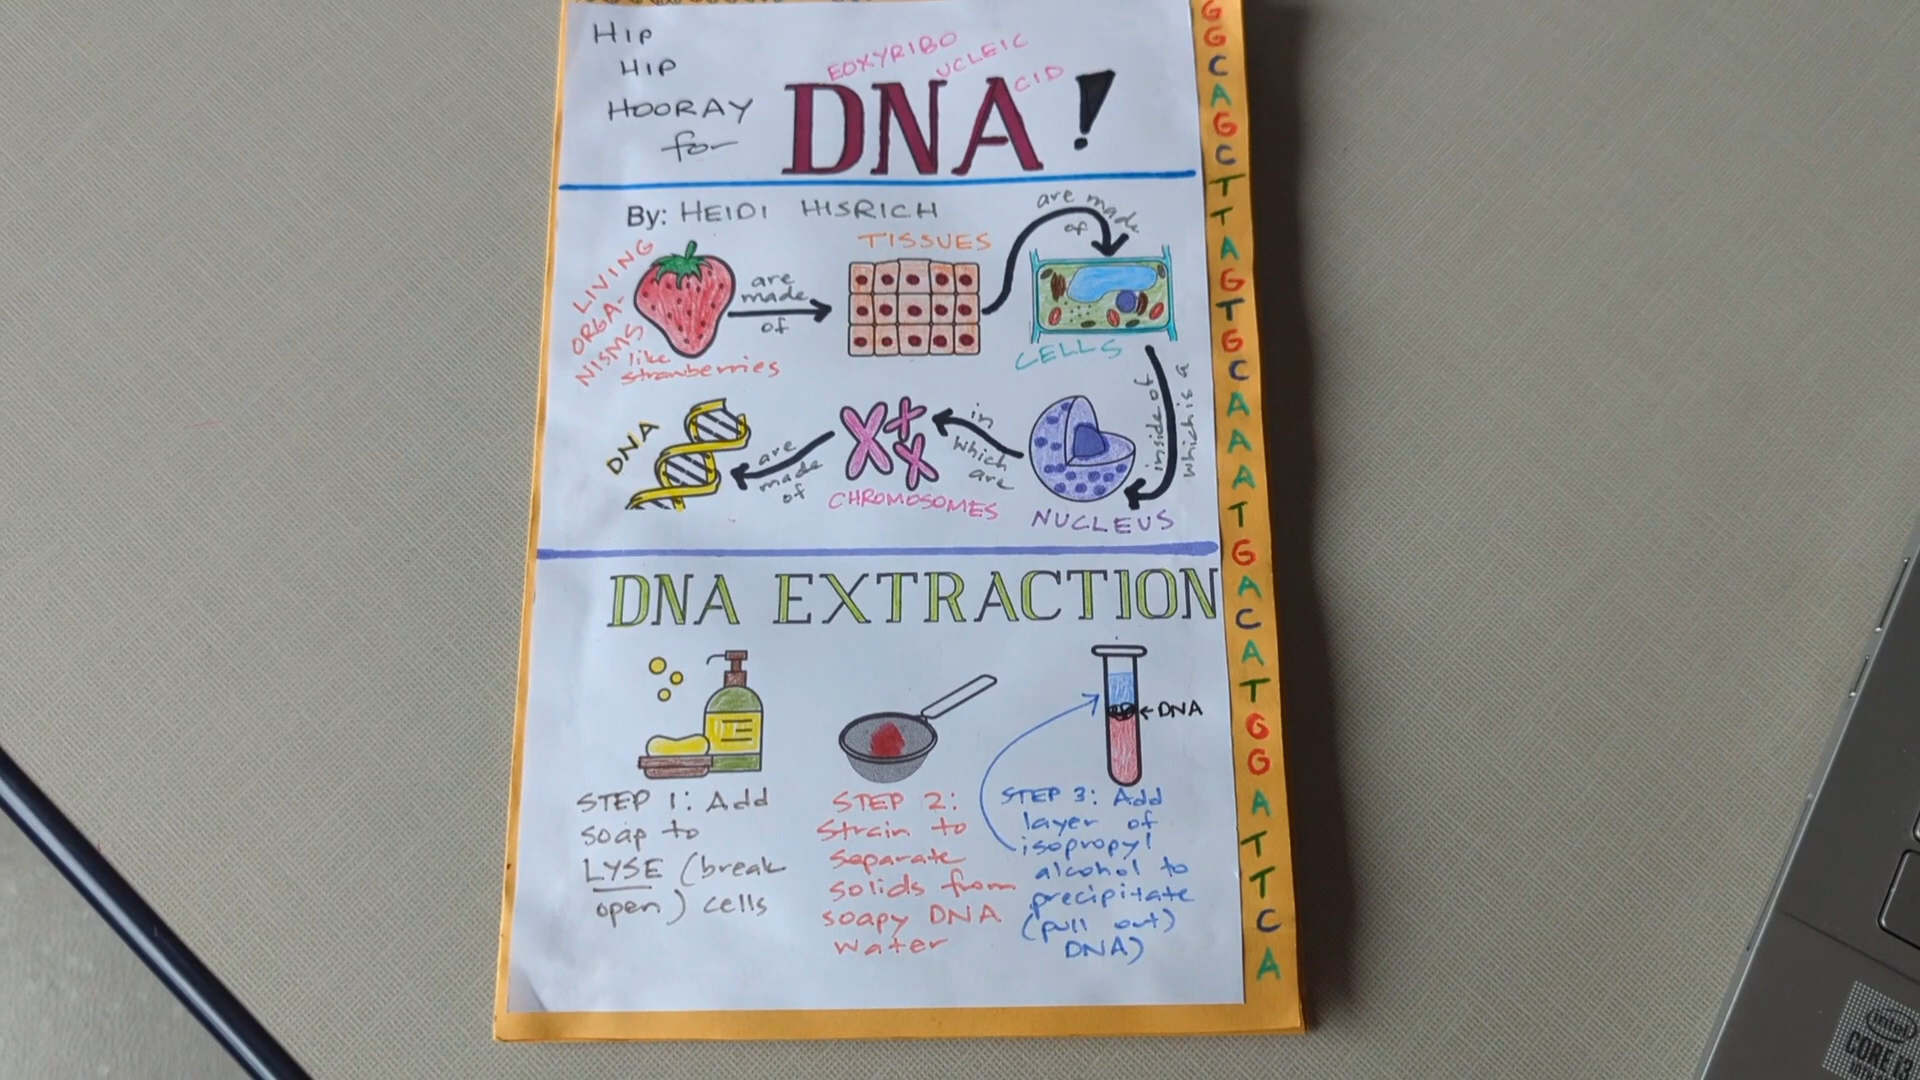 HIP
HIP
HOORAY
for
DNA!
EOXYRIBO
UCLEIC
CID
By: HEIDI HISRICH
LIVING
ORGA-
NISMS
like
strawberries
are
made
of
TISSUES
are made
of
CELLS
which is a
inside of
NUCLEUS
in
which
are
CHROMOSOMES
are
made
of
DNA
DNA EXTRACTION
STEP 1: Add
soap to
LYSE (break
open) cells
STEP 2:
Strain to
separate
solids from
soapy DNA
water
← DNA
STEP 3: Add
layer of
isopropyl
alcohol to
precipitate
(pull out)
DNA)
G
G
C
A
G
C
T
T
A
G
T
G
C
A
A
A
T
G
A
C
A
T
G
G
A
T
T
C
A
intel
CORE i3